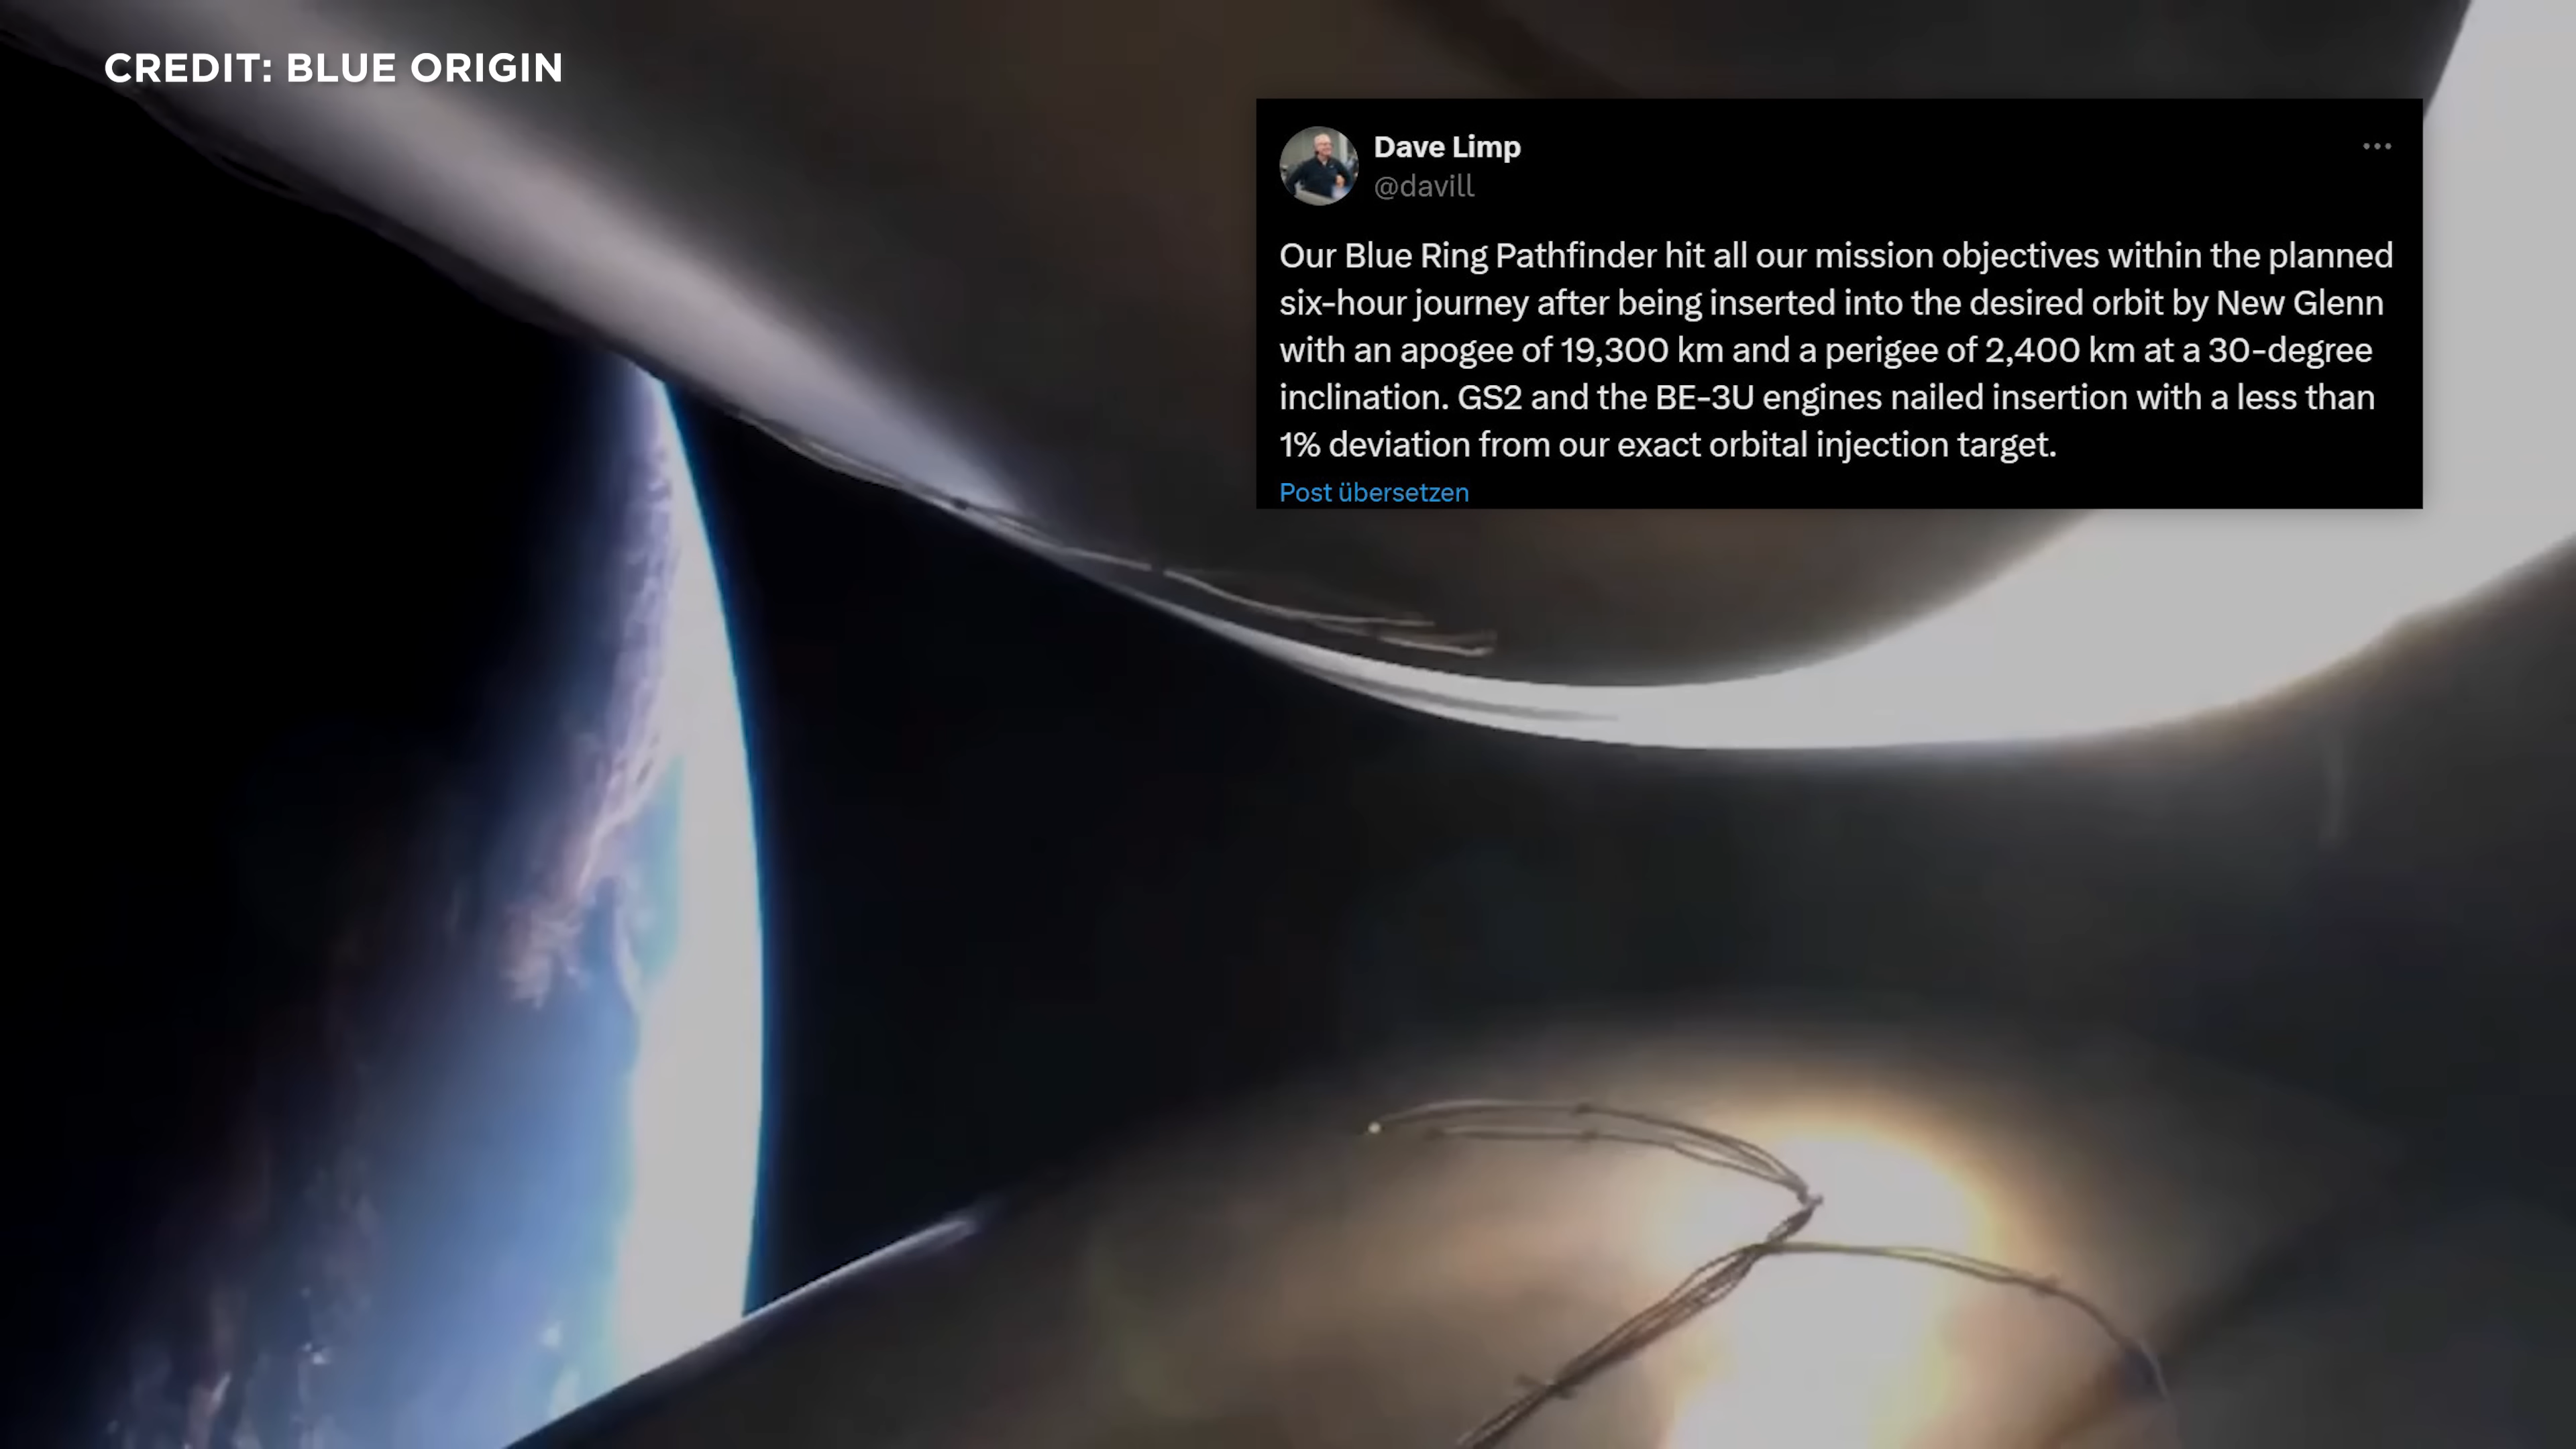 CREDIT: BLUE ORIGIN
Dave Limp
@davill
Our Blue Ring Pathfinder hit all our mission objectives within the planned
six-hour journey after being inserted into the desired orbit by New Glenn
with an apogee of 19,300 km and a perigee of 2,400 km at a 30-degree
inclination. GS2 and the BE-3U engines nailed insertion with a less than
1% deviation from our exact orbital injection target.
Post übersetzen